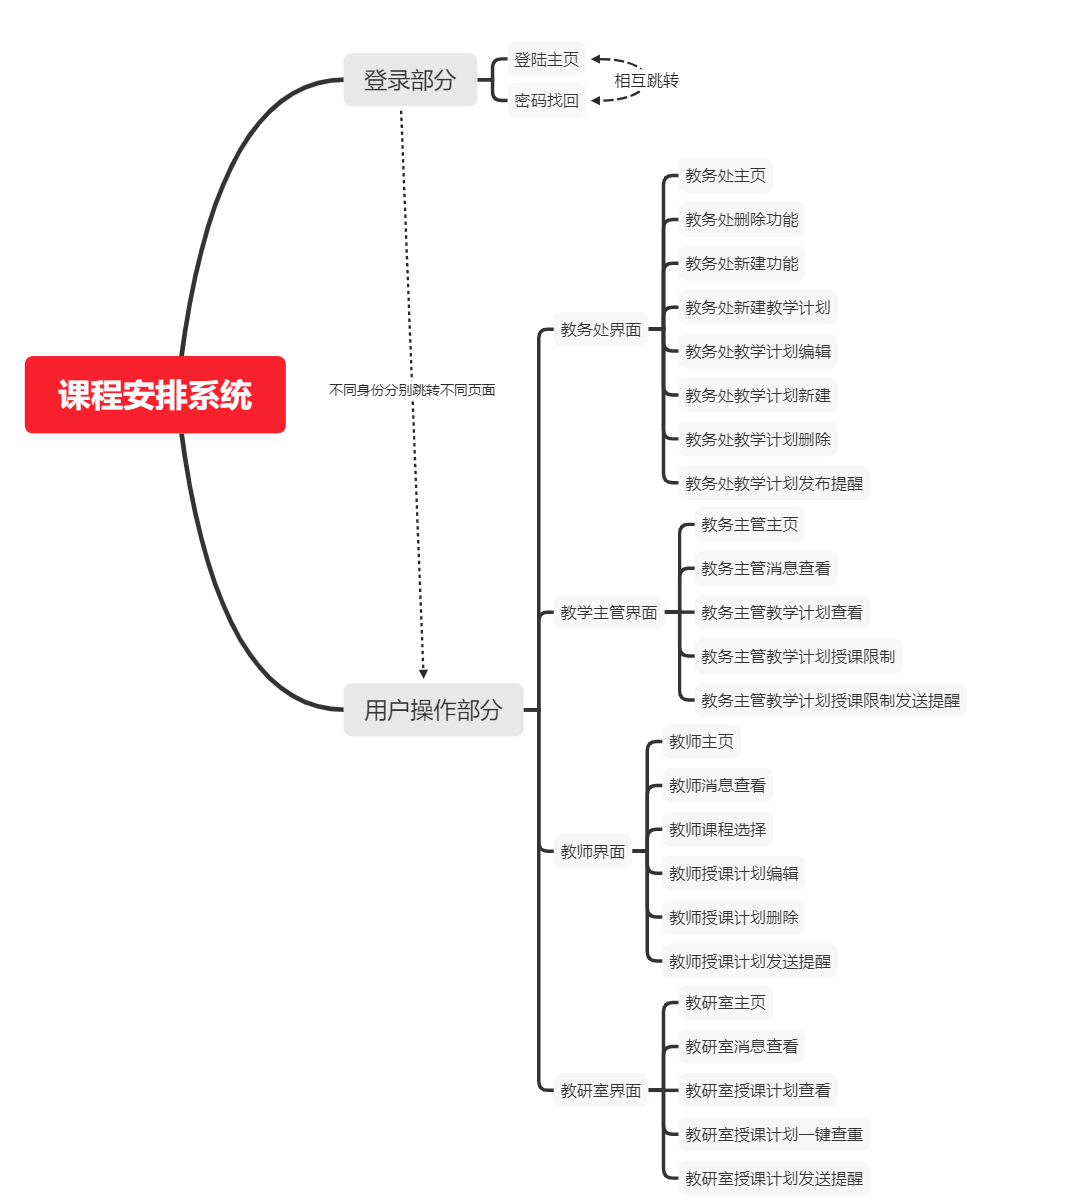 登录部分
登陆主页
密码找回
相互跳转
课程安排系统
不同身份分别跳转不同页面
用户操作部分
教务处界面
教务处主页
教务处删除功能
教务处新建功能
教务处新建教学计划
教务处教学计划编辑
教务处教学计划新建
教务处教学计划删除
教务处教学计划发布提醒
教学主管界面
教务主管主页
教务主管消息查看
教务主管教学计划查看
教务主管教学计划授课限制
教务主管教学计划授课限制发送提醒
教师界面
教师主页
教师消息查看
教师课程选择
教师授课计划编辑
教师授课计划删除
教师授课计划发送提醒
教研室界面
教研室主页
教研室消息查看
教研室授课计划查看
教研室授课计划一键查重
教研室授课计划发送提醒